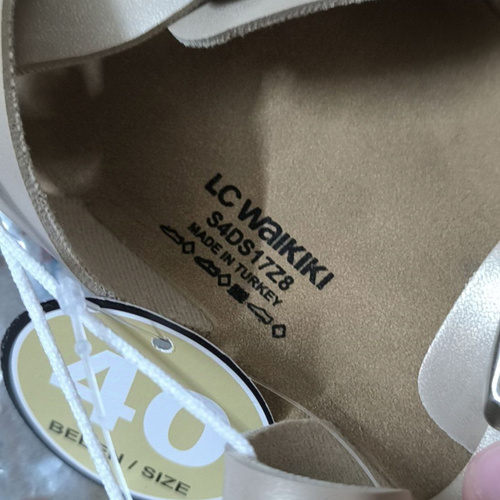 LC WAIKIKI
S4DS17Z8
MADE IN TURKEY
40
BEDEN / SIZE